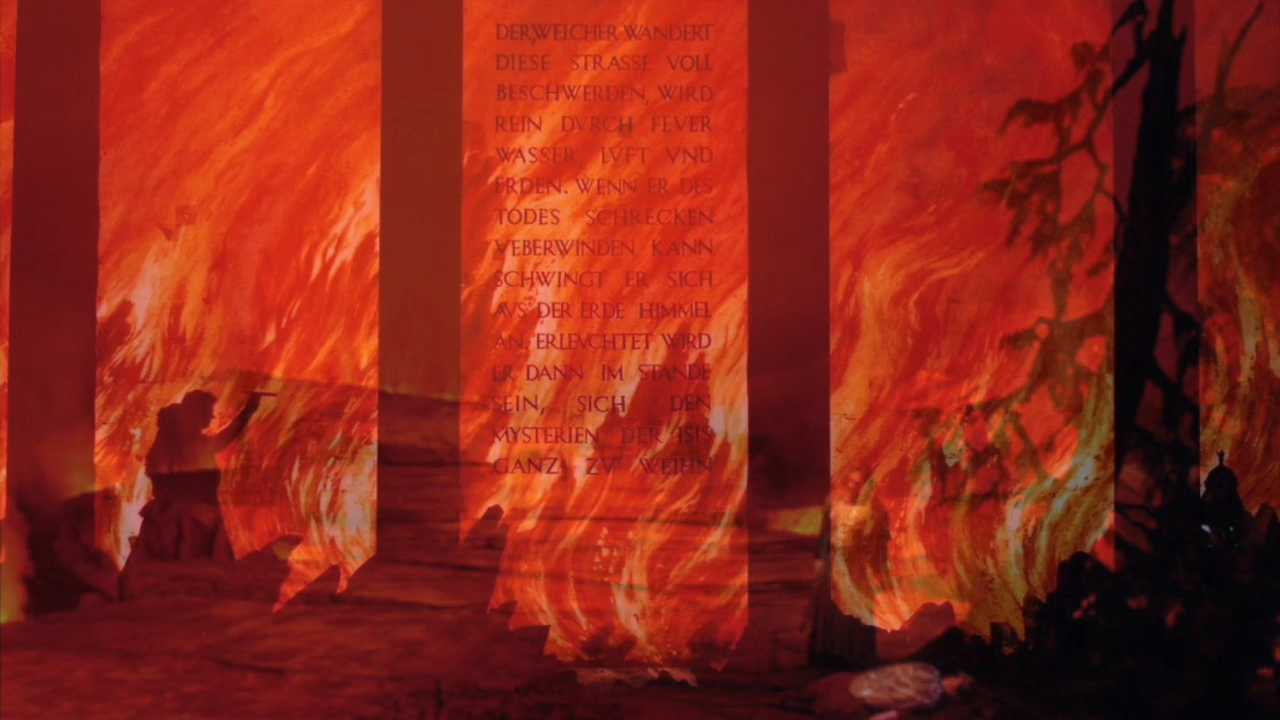 DER,WELCHER WANDERT
DIESE STRASSE VOLL
BESCHWERDEN, WIRD
REIN DVRCH FEVER
WASSER, LVFT VND
ERDEN. WENN ER DES
TODES SCHRECKEN
VEBERWINDEN KANN
SCHWINGT ER SICH
AVS DER ERDE HIMMEL
AN. ERLEVCHTET WIRD
ER DANN IM STANDE
SEIN, SICH DEN
MYSTERIEN DER ISIS
GANZ ZV WEIHN